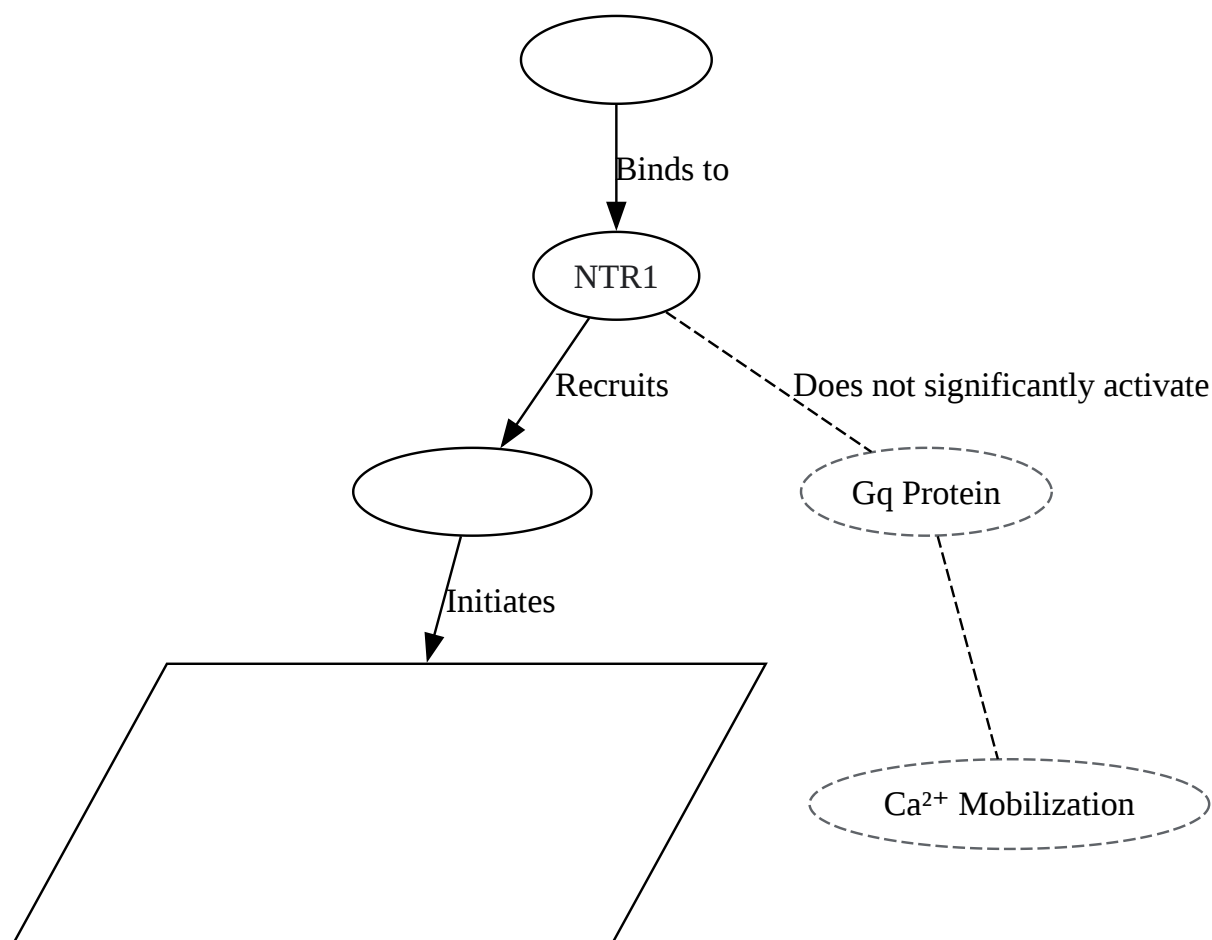 Binds to
NTR1
Recruits
Does not significantly activate
Gq Protein
Initiates
Ca²⁺ Mobilization